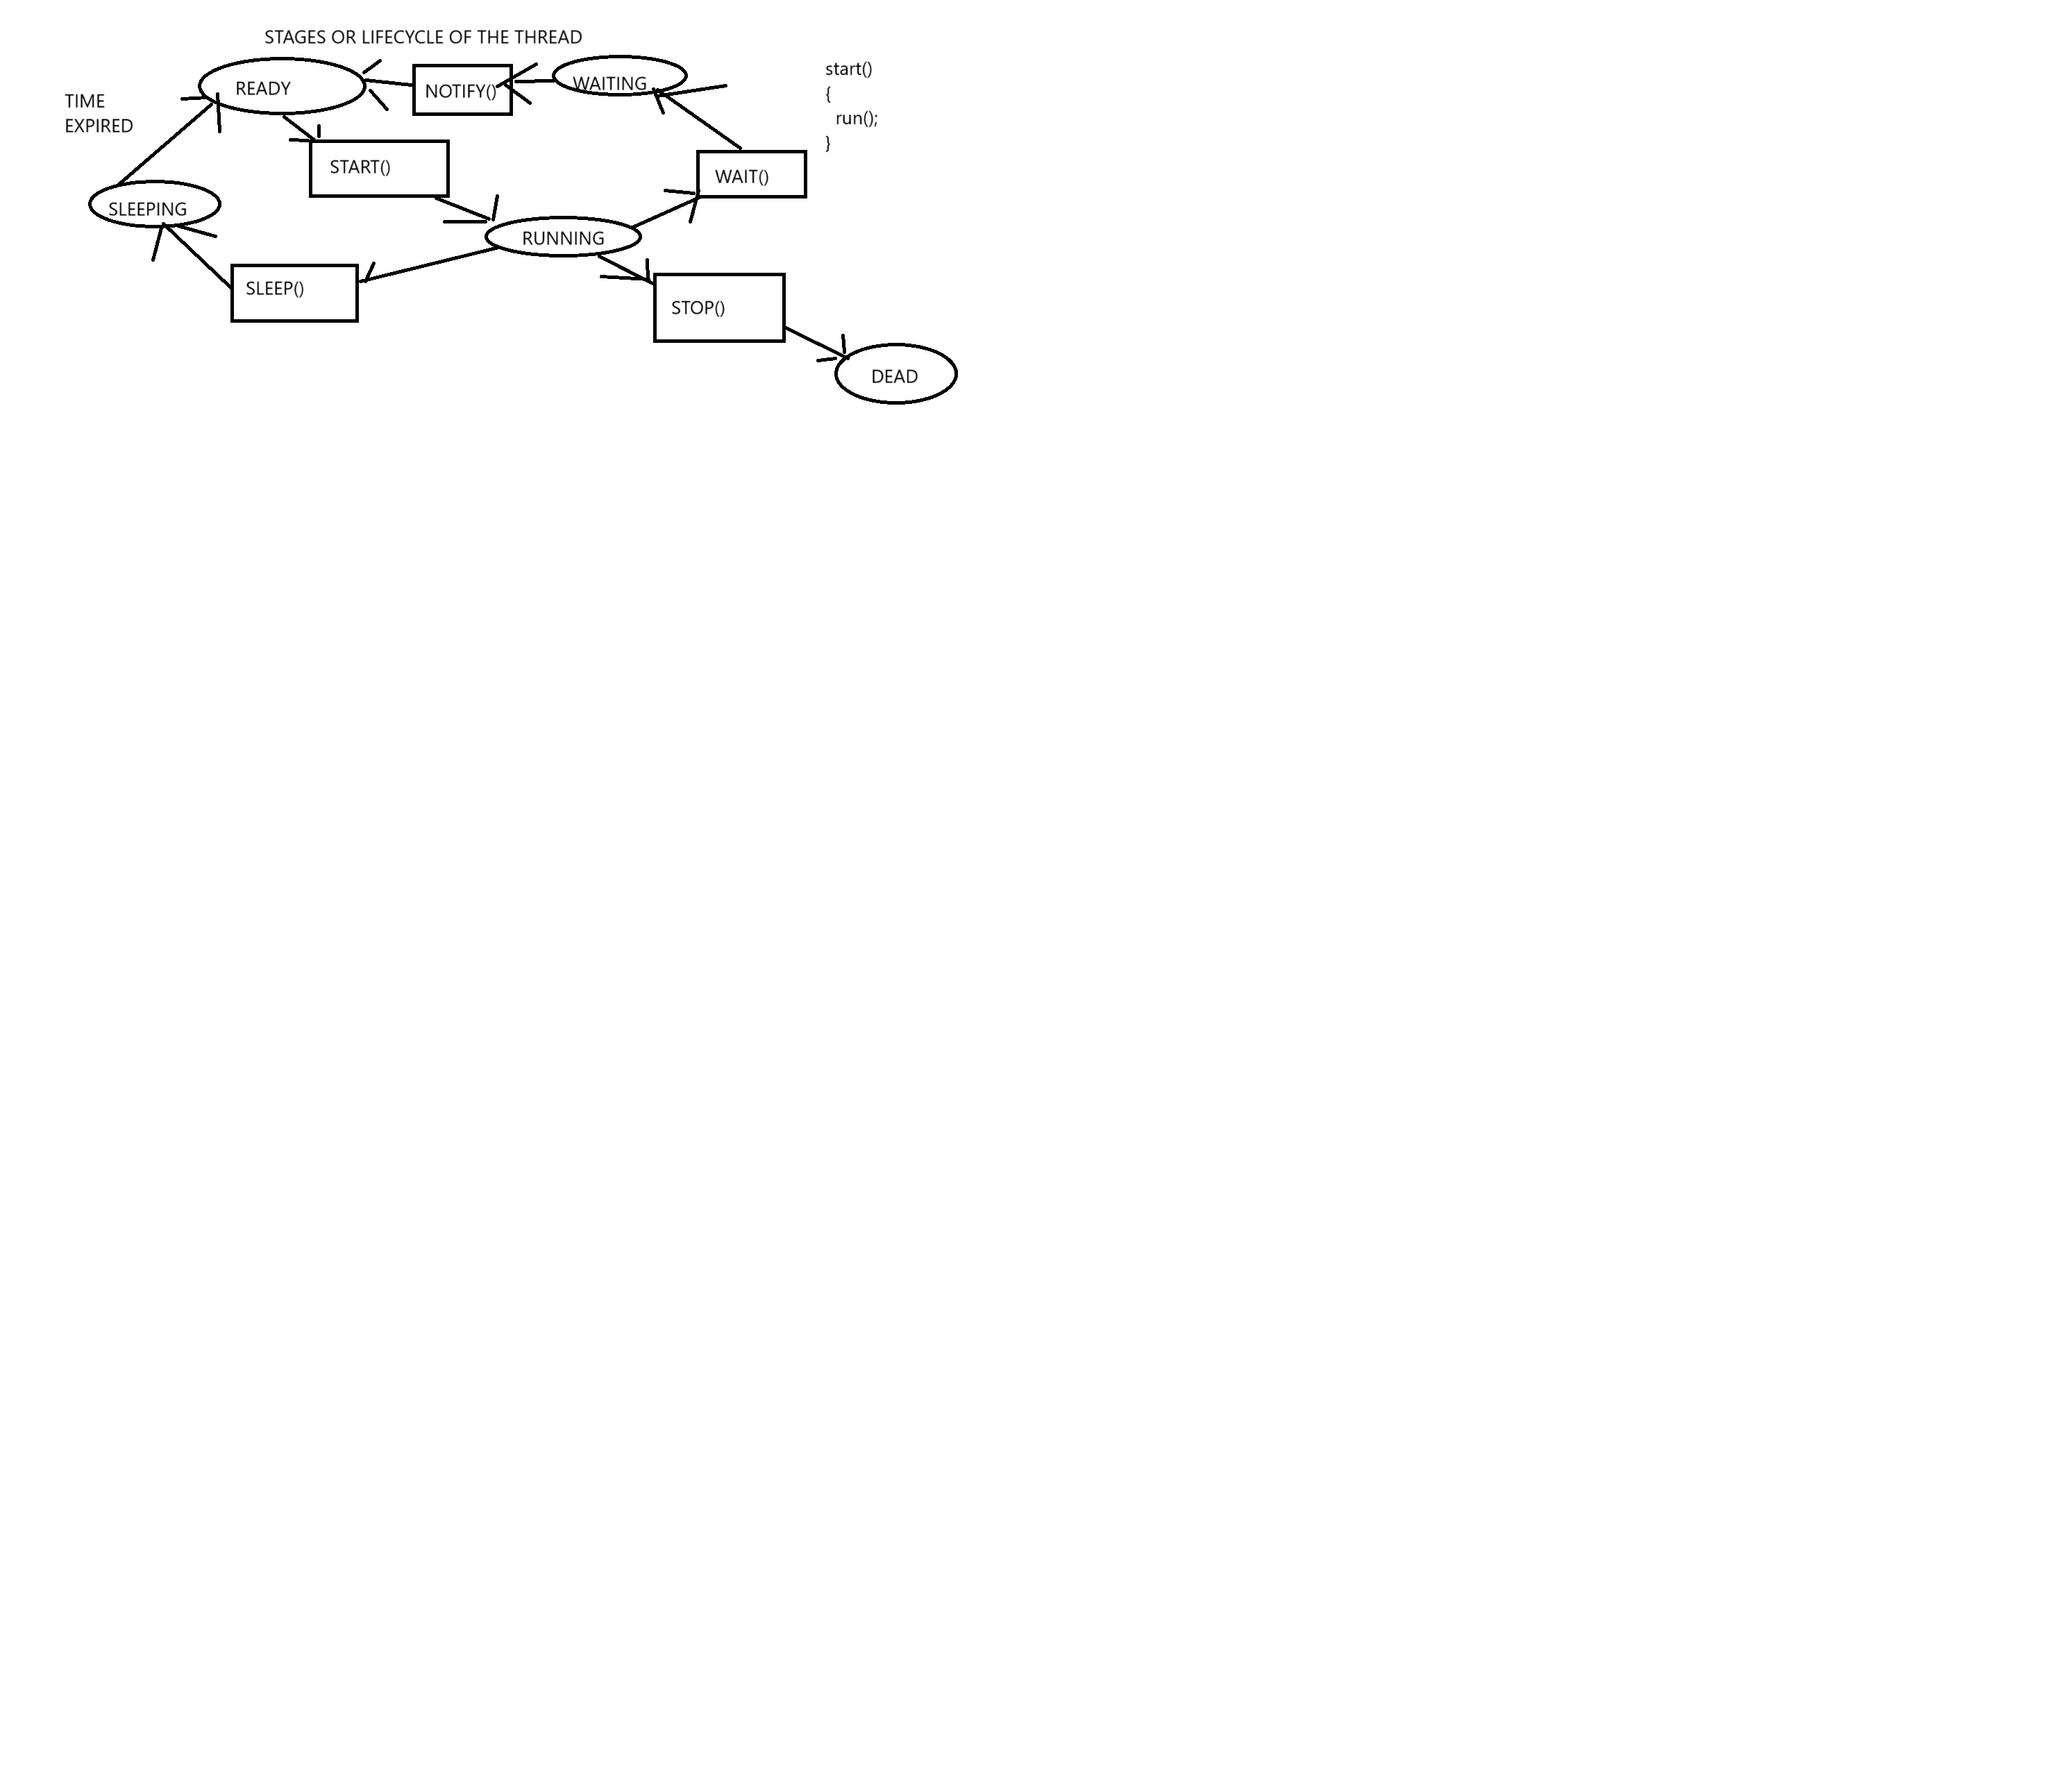 STAGES OR LIFECYCLE OF THE THREAD
READY
NOTIFY()
WAITING
start()
{
run();
}
TIME
EXPIRED
START()
WAIT()
SLEEPING
RUNNING
SLEEP()
STOP()
DEAD